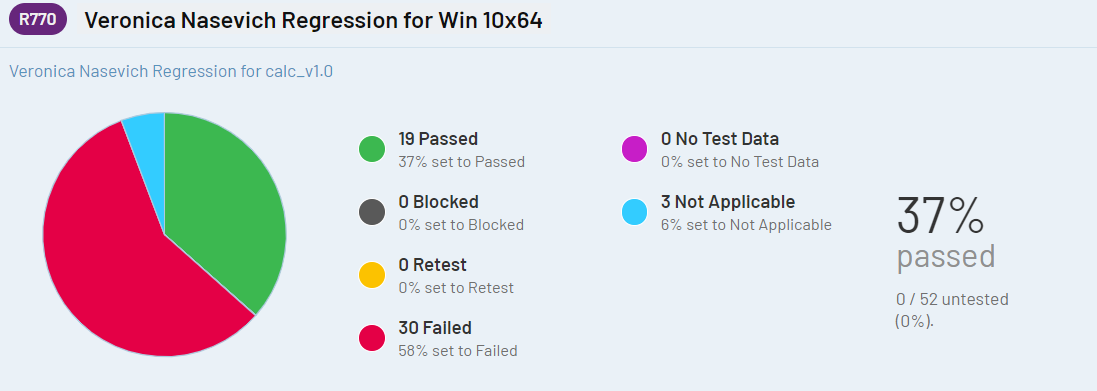 R770 Veronica Nasevich Regression for Win 10x64
Veronica Nasevich Regression for calc_v1.0
19 Passed
37% set to Passed
0 Blocked
0% set to Blocked
0 Retest
0% set to Retest
30 Failed
58% set to Failed
0 No Test Data
0% set to No Test Data
3 Not Applicable
6% set to Not Applicable
37%
passed
0 / 52 untested
(0%).